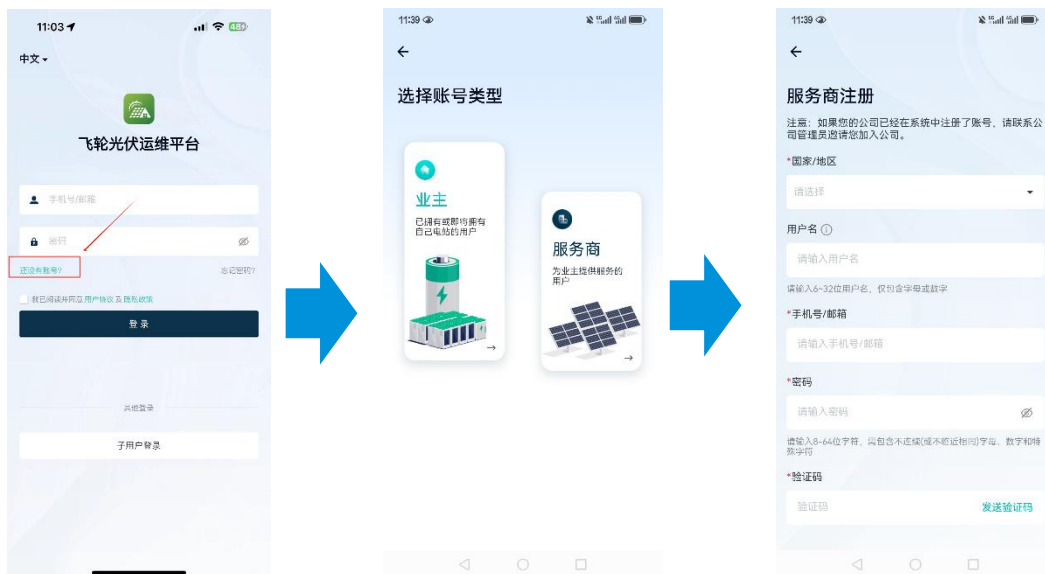 11:03
48
中文
飞轮光伏运维平台
手机号/邮箱
密码
还没有账号?
忘记密码?
我已阅读并同意 用户协议 及 隐私政策
登录
其他登录
子用户登录
11:39
选择账号类型
业主
已拥有或即将拥有
自己电站的用户
服务商
为业主提供服务的
用户
11:39
服务商注册
注意：如果您的公司已经在系统中注册了账号，请联系公
司管理员邀请您加入公司。
*国家/地区
请选择
用户名
请输入用户名
请输入6~32位用户名，仅包含字母或数字
*手机号/邮箱
请输入手机号/邮箱
*密码
请输入密码
请输入8~64位字符，需包含不连续(或不临近相同)字母、数字和特
殊字符
*验证码
验证码
发送验证码